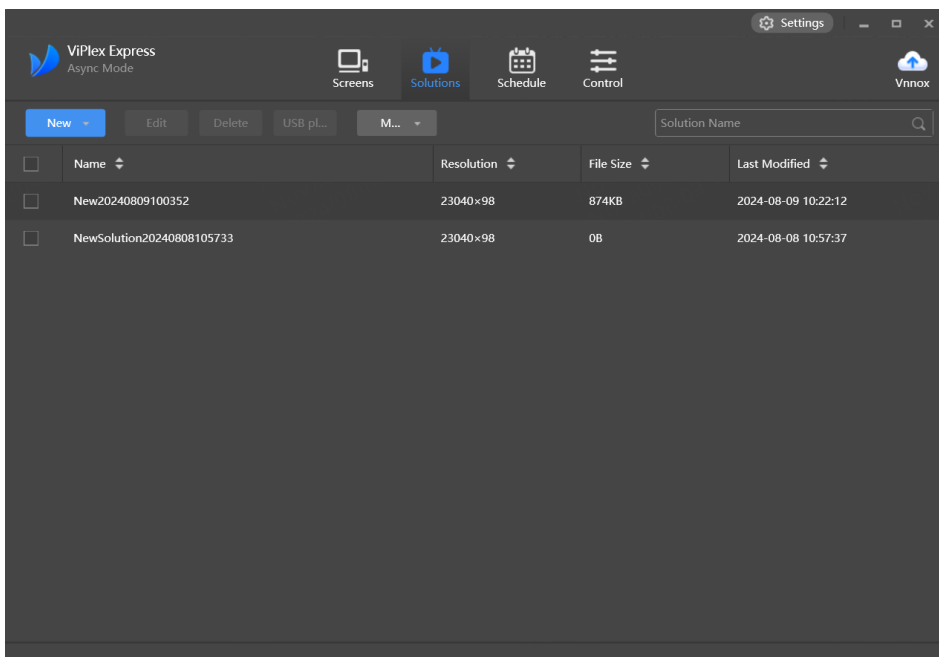 Settings
ViPlex Express
Async Mode
Screens
Solutions
Schedule
Control
Vnnox
New
Edit
Delete
USB pl...
M...
Solution Name
Name Resolution File Size Last Modified
New20240809100352 23040×98 874KB 2024-08-09 10:22:12
NewSolution20240808105733 23040×98 0B 2024-08-08 10:57:37